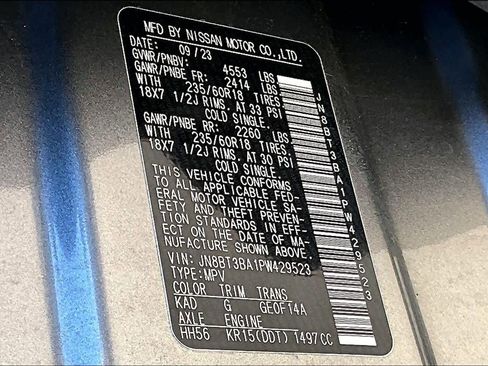 MFD BY NISSAN MOTOR CO., LTD.
DATE: 09/23
GVWR/PNBV: 4553 LBS
GAWR/PNBE FR: 2414 LBS
WITH 235/60R18 TIRES,
18X7 1/2J RIMS, AT 33 PSI
COLD SINGLE.
GAWR/PNBE RR: 2260 LBS
WITH 235/60R18 TIRES,
18X7 1/2J RIMS, AT 30 PSI
COLD SINGLE.
THIS VEHICLE CONFORMS
TO ALL APPLICABLE FED-
ERAL MOTOR VEHICLE SA-
FETY AND THEFT PREVEN-
TION STANDARDS IN EFF-
ECT ON THE DATE OF MA-
NUFACTURE SHOWN ABOVE.
VIN: JN8BT3BA1PW429523
TYPE:MPV
COLOR TRIM TRANS
KAD G GE0F14A
AXLE ENGINE
HH56 KR15(DDT) 1497CC
JN8BT3BA1PW429523